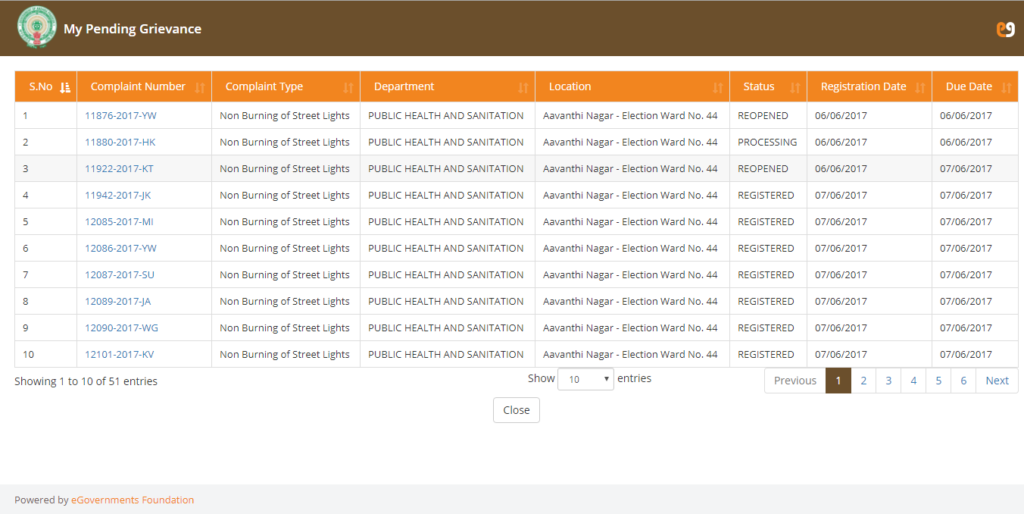 My Pending Grievance
eg
S.No Complaint Number Complaint Type Department Location Status Registration Date Due Date
1 11876-2017-YW Non Burning of Street Lights PUBLIC HEALTH AND SANITATION Aavanthi Nagar - Election Ward No. 44 REOPENED 06/06/2017 06/06/2017
2 11880-2017-HK Non Burning of Street Lights PUBLIC HEALTH AND SANITATION Aavanthi Nagar - Election Ward No. 44 PROCESSING 06/06/2017 06/06/2017
3 11922-2017-KT Non Burning of Street Lights PUBLIC HEALTH AND SANITATION Aavanthi Nagar - Election Ward No. 44 REOPENED 06/06/2017 07/06/2017
4 11942-2017-JK Non Burning of Street Lights PUBLIC HEALTH AND SANITATION Aavanthi Nagar - Election Ward No. 44 REGISTERED 07/06/2017 07/06/2017
5 12085-2017-MI Non Burning of Street Lights PUBLIC HEALTH AND SANITATION Aavanthi Nagar - Election Ward No. 44 REGISTERED 07/06/2017 07/06/2017
6 12086-2017-YW Non Burning of Street Lights PUBLIC HEALTH AND SANITATION Aavanthi Nagar - Election Ward No. 44 REGISTERED 07/06/2017 07/06/2017
7 12087-2017-SU Non Burning of Street Lights PUBLIC HEALTH AND SANITATION Aavanthi Nagar - Election Ward No. 44 REGISTERED 07/06/2017 07/06/2017
8 12089-2017-JA Non Burning of Street Lights PUBLIC HEALTH AND SANITATION Aavanthi Nagar - Election Ward No. 44 REGISTERED 07/06/2017 07/06/2017
9 12090-2017-WG Non Burning of Street Lights PUBLIC HEALTH AND SANITATION Aavanthi Nagar - Election Ward No. 44 REGISTERED 07/06/2017 07/06/2017
10 12101-2017-KV Non Burning of Street Lights PUBLIC HEALTH AND SANITATION Aavanthi Nagar - Election Ward No. 44 REGISTERED 07/06/2017 07/06/2017
Showing 1 to 10 of 51 entries Show 10 entries Previous 1 2 3 4 5 6 Next
Close
Powered by eGovernments Foundation